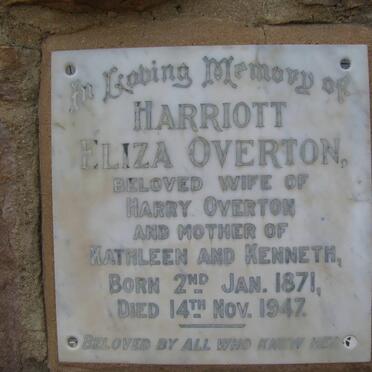 In Loving Memory of
HARRIOTT
ELIZA OVERTON,
BELOVED WIFE OF
HARRY OVERTON
AND MOTHER OF
KATHLEEN AND KENNETH,
BORN 2ND JAN. 1871,
DIED 14TH NOV. 1947.
BELOVED BY ALL WHO KNEW HER